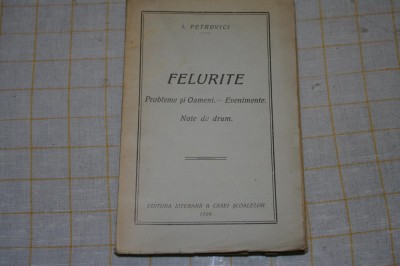 I. PETROVICI
FELURITE
Probleme și Oameni.— Evenimente.
Note de drum.
EDITURA LITERARĂ A CASEI ȘCOALELOR